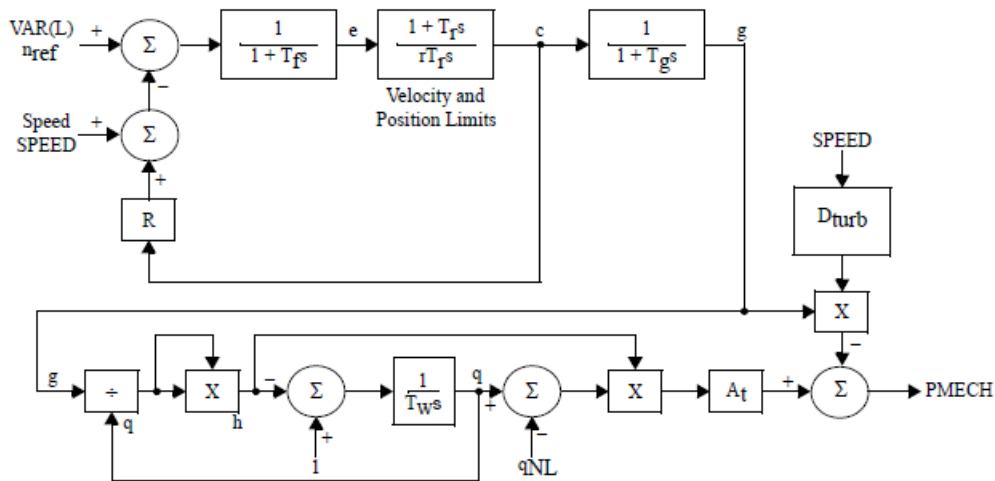 VAR(L)
nref
+
Σ
−
1
1 + Tfs
e
1 + Trs
rTrs
Velocity and
Position Limits
c
1
1 + Tgs
g
Speed
SPEED
+
Σ
+
R
SPEED
Dturb
X
−
g
÷
q
X
h
−
Σ
+
1
1
Tws
q
+
Σ
−
qNL
X
At
+
Σ
PMECH